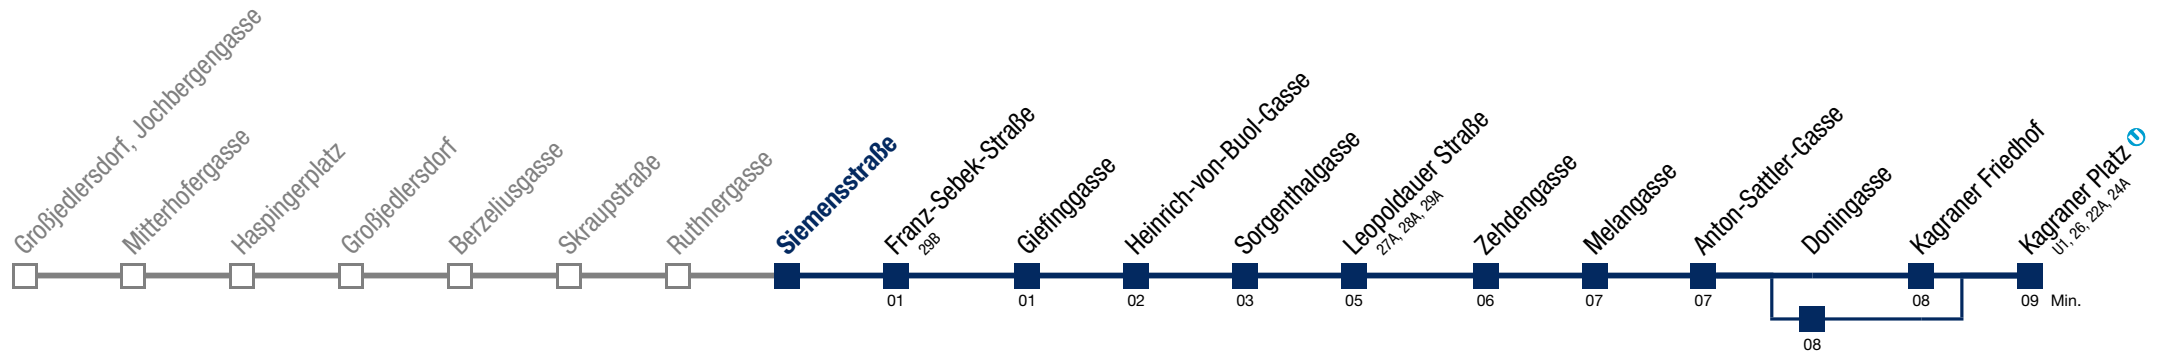 Großjedlersdorf, Jochbergengasse
Mitterhofergasse
Haspingerplatz
Großjedlersdorf
Berzeliusgasse
Skraupstraße
Ruthnergasse
Siemensstraße
Franz-Sebek-Straße
29B
Giefinggasse
Heinrich-von-Buol-Gasse
Sorgenthalgasse
Leopoldauer Straße
27A, 28A, 29A
Zehdengasse
Melangasse
Anton-Sattler-Gasse
Doningasse
Kagraner Friedhof
Kagraner Platz U
U1, 26, 22A, 24A
01 01 02 03 05 06 07 07 08 09 Min.
08